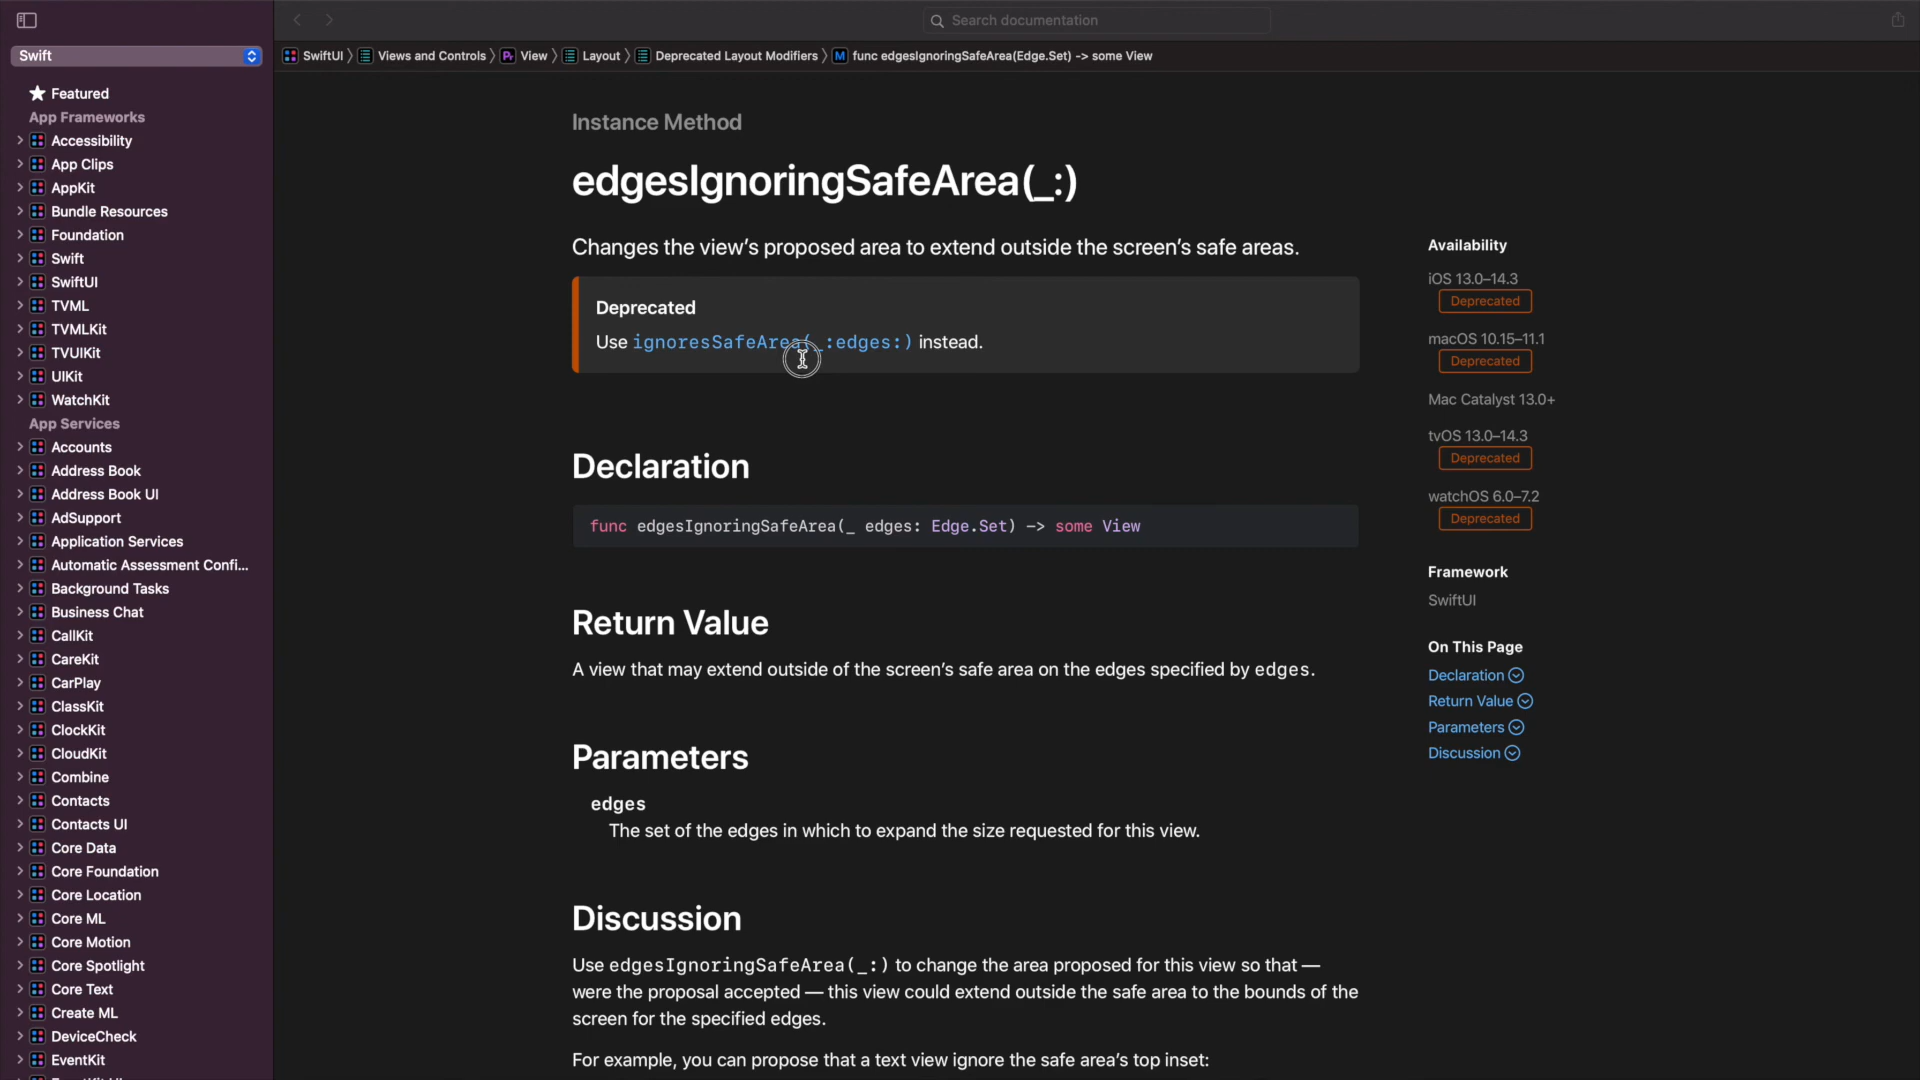 Search documentation
Swift
SwiftUI
Views and Controls
Pr
View
Layout
Deprecated Layout Modifiers
M
func edgesIgnoringSafeArea(Edge.Set) -> some View
Featured
App Frameworks
Accessibility
App Clips
AppKit
Bundle Resources
Foundation
Swift
SwiftUI
TVML
TVMLKit
TVUIKit
UIKit
WatchKit
App Services
Accounts
Address Book
Address Book UI
AdSupport
Application Services
Automatic Assessment Confi...
Background Tasks
Business Chat
CallKit
CareKit
CarPlay
ClassKit
ClockKit
CloudKit
Combine
Contacts
Contacts UI
Core Data
Core Foundation
Core Location
Core ML
Core Motion
Core Spotlight
Core Text
Create ML
DeviceCheck
EventKit
Instance Method
edgesIgnoringSafeArea(_:)
Changes the view's proposed area to extend outside the screen's safe areas.
Deprecated
Use ignoresSafeArea(_:edges:) instead.
Declaration
func edgesIgnoringSafeArea(_ edges: Edge.Set) -> some View
Return Value
A view that may extend outside of the screen's safe area on the edges specified by edges.
Parameters
edges
The set of the edges in which to expand the size requested for this view.
Discussion
Use edgesIgnoringSafeArea(_:) to change the area proposed for this view so that —
were the proposal accepted — this view could extend outside the safe area to the bounds of the
screen for the specified edges.
For example, you can propose that a text view ignore the safe area's top inset:
Availability
iOS 13.0–14.3
Deprecated
macOS 10.15–11.1
Deprecated
Mac Catalyst 13.0+
tvOS 13.0–14.3
Deprecated
watchOS 6.0–7.2
Deprecated
Framework
SwiftUI
On This Page
Declaration
Return Value
Parameters
Discussion